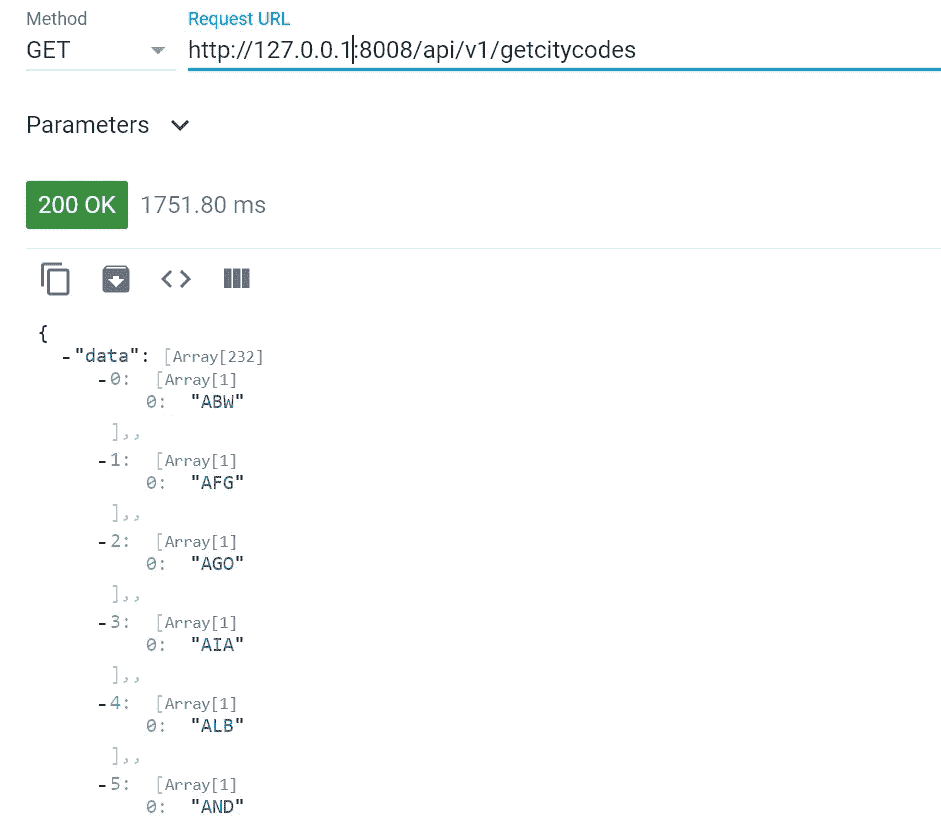 Method
Request URL
GET
http://127.0.0.1:8008/api/v1/getcitycodes
Parameters
200 OK
1751.80 ms
{
-"data": [Array[232]
-0: [Array[1]
0: "ABW"
],,
-1: [Array[1]
0: "AFG"
],,
-2: [Array[1]
0: "AGO"
],,
-3: [Array[1]
0: "AIA"
],,
-4: [Array[1]
0: "ALB"
],,
-5: [Array[1]
0: "AND"